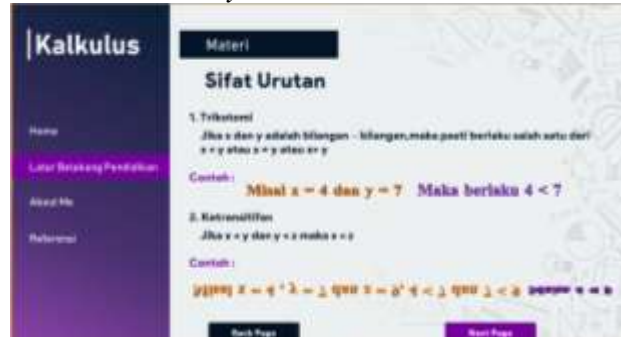 Kalkulus
Home
Latar Belakang Pendidikan
About Me
Referensi
Materi
Sifat Urutan
1. Trikotomi
Jika x dan y adalah bilangan - bilangan, maka pasti berlaku salah satu dari
x < y atau x = y atau x> y
Contoh :
Misal x = 4 dan y = 7 Maka berlaku 4 < 7
2. Ketransitifan
Jika x < y dan y < z maka x < z
Contoh :
Back Page
Next Page